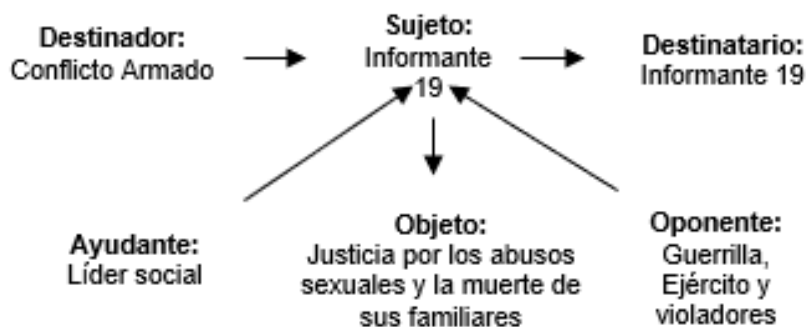 Destinador:
Conflicto Armado
Sujeto:
Informante
19
Destinatario:
Informante 19
Ayudante:
Líder social
Objeto:
Justicia por los abusos
sexuales y la muerte de
sus familiares
Oponente:
Guerrilla,
Ejército y
violadores